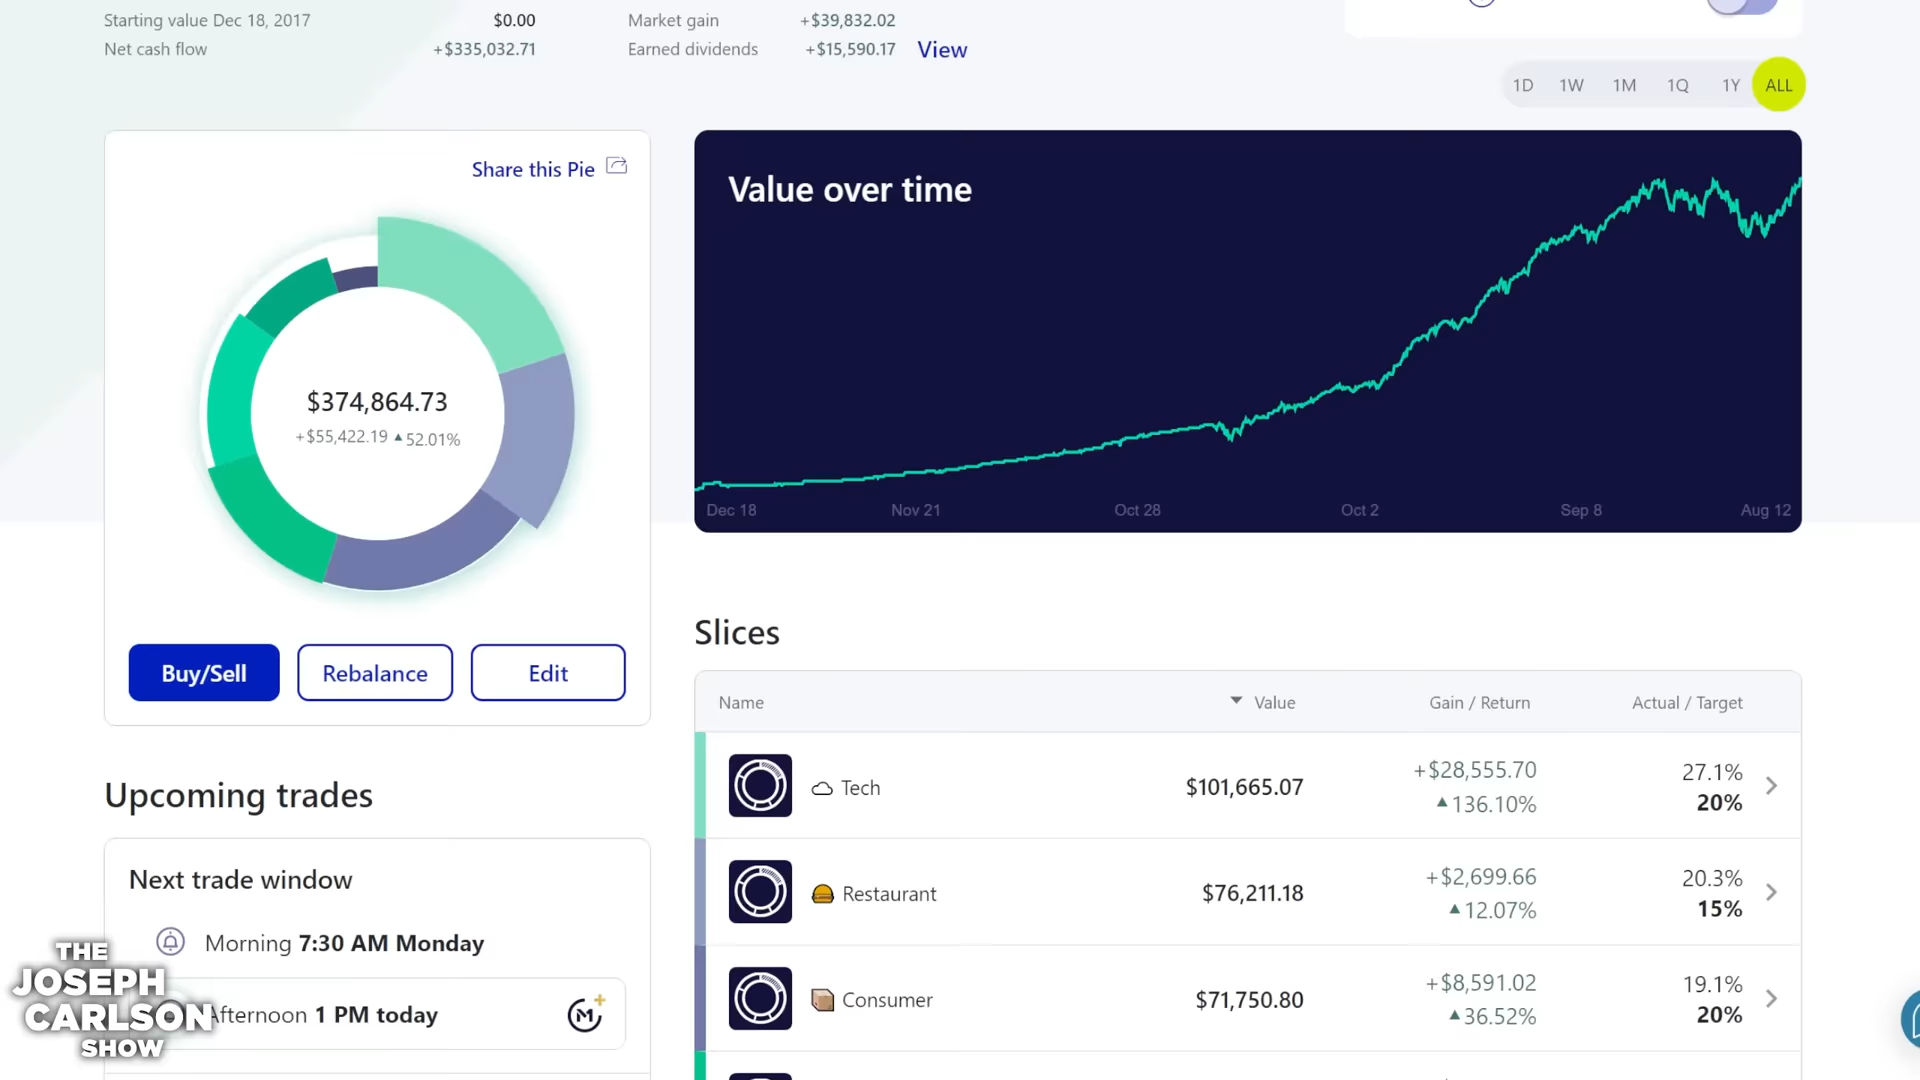 Starting value Dec 18, 2017 $0.00 Market gain +$39,832.02
Net cash flow +$335,032.71 Earned dividends +$15,590.17 View
1D 1W 1M 1Q 1Y ALL
Share this Pie
$374,864.73
+$55,422.19 ▲ 52.01%
Buy/Sell Rebalance Edit
Value over time
Dec 18 Nov 21 Oct 28 Oct 2 Sep 8 Aug 12
Slices
Name ▼ Value Gain / Return Actual / Target
Tech $101,665.07 +$28,555.70 27.1%
▲136.10% 20%
Restaurant $76,211.18 +$2,699.66 20.3%
▲12.07% 15%
Consumer $71,750.80 +$8,591.02 19.1%
▲36.52% 20%
Upcoming trades
Next trade window
Morning 7:30 AM Monday
Afternoon 1 PM today
THE
JOSEPH
CARLSON
SHOW